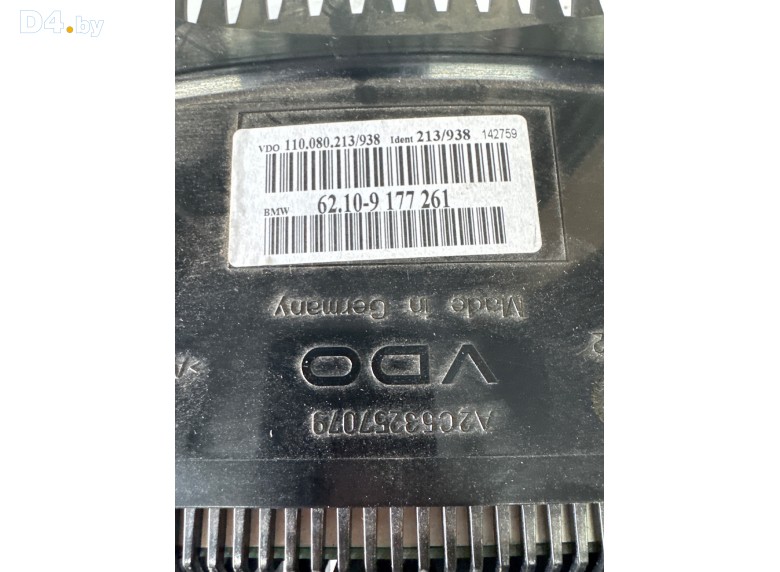 D4.by
VDO 110.080.213/938 Ident 213/938 142759
BMW 62.10-9 177 261
Made in Germany
VDO
A2C53257079